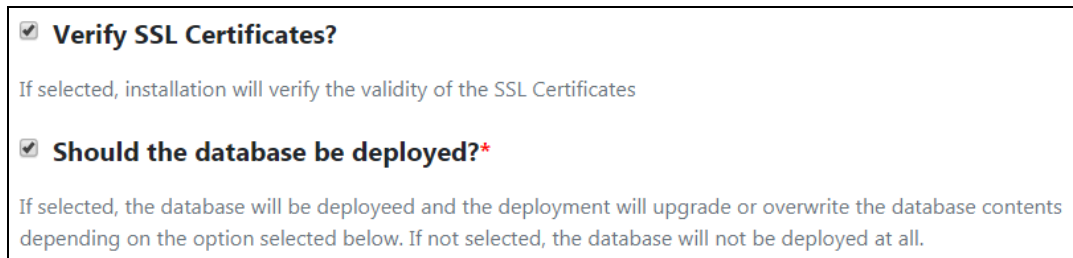 Verify SSL Certificates?
If selected, installation will verify the validity of the SSL Certificates
Should the database be deployed?*
If selected, the database will be deployeed and the deployment will upgrade or overwrite the database contents
depending on the option selected below. If not selected, the database will not be deployed at all.